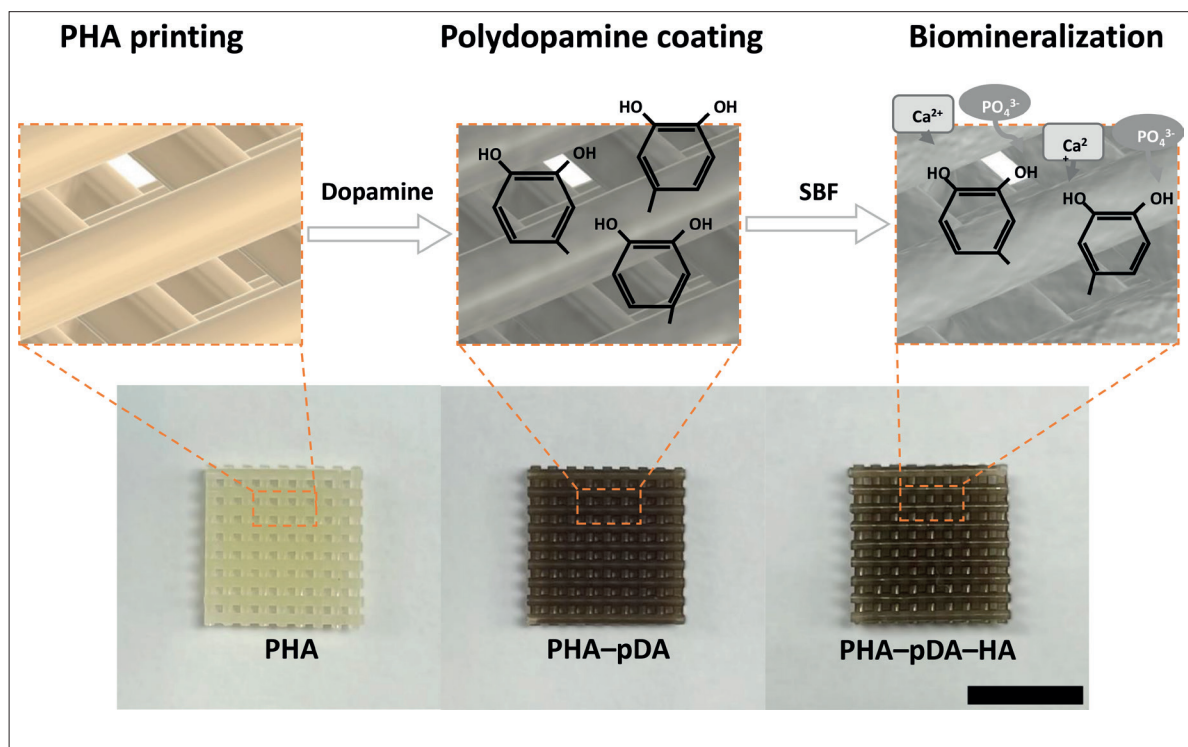 PHA printing
Polydopamine coating
Biomineralization
Dopamine
HO
OH
HO
OH
HO
OH
SBF
Ca²⁺
PO₄³⁻
Ca²
+
PO₄³⁻
HO
OH
HO
OH
PHA
PHA–pDA
PHA–pDA–HA